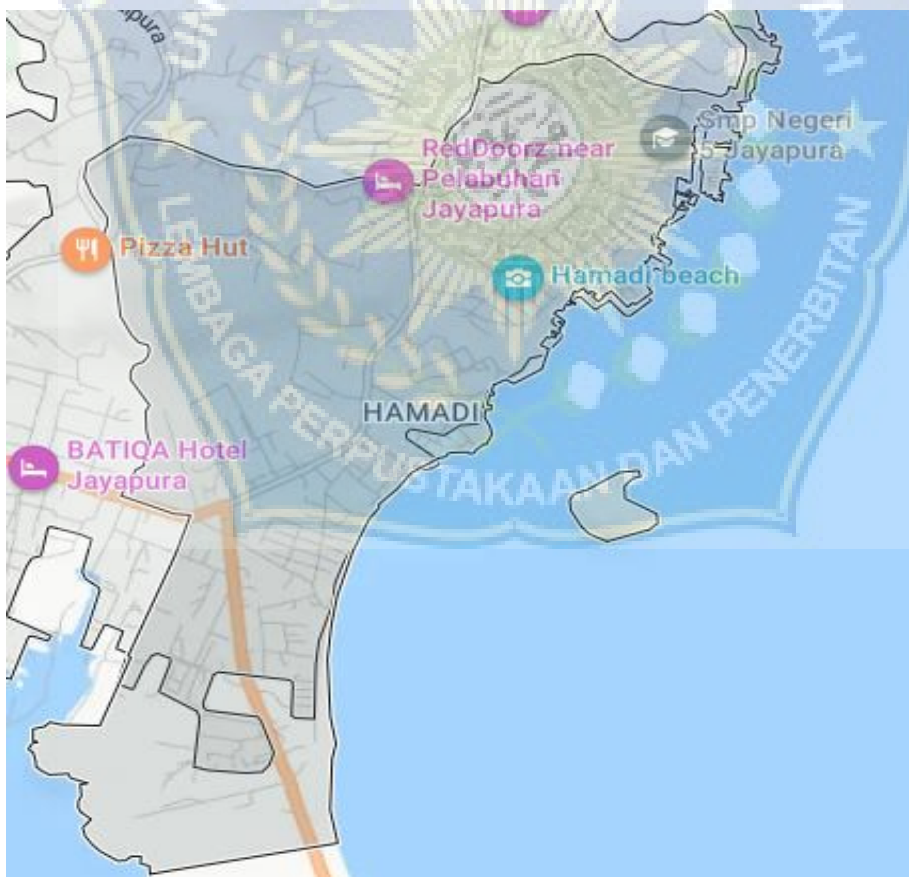 Smp Negeri
5 Jayapura
RedDoorz near
Pelabuhan
Jayapura
Pizza Hut
Hamadi beach
HAMADI
BATIQA Hotel
Jayapura
LEMBAGA PERPUSTAKAAN DAN PENERBITAN